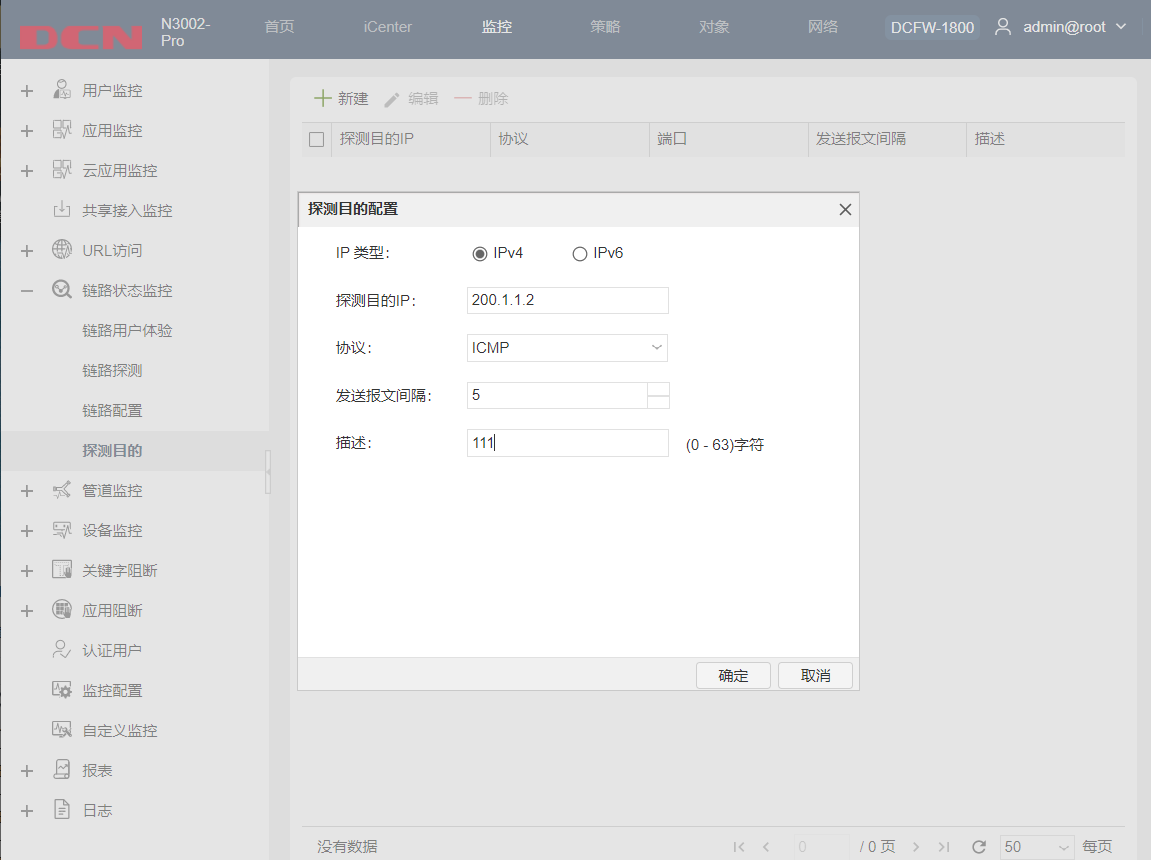 DCN
N3002-
Pro
首页
iCenter
监控
策略
对象
网络
DCFW-1800
admin@root
用户监控
应用监控
云应用监控
共享接入监控
URL访问
链路状态监控
链路用户体验
链路探测
链路配置
探测目的
管道监控
设备监控
关键字阻断
应用阻断
认证用户
监控配置
自定义监控
报表
日志
新建
编辑
删除
探测目的IP
协议
端口
发送报文间隔
描述
探测目的配置
IP 类型:
IPv4
IPv6
探测目的IP:
200.1.1.2
协议:
ICMP
发送报文间隔:
5
描述:
111
(0 - 63)字符
确定
取消
没有数据
0
/ 0 页
50
每页